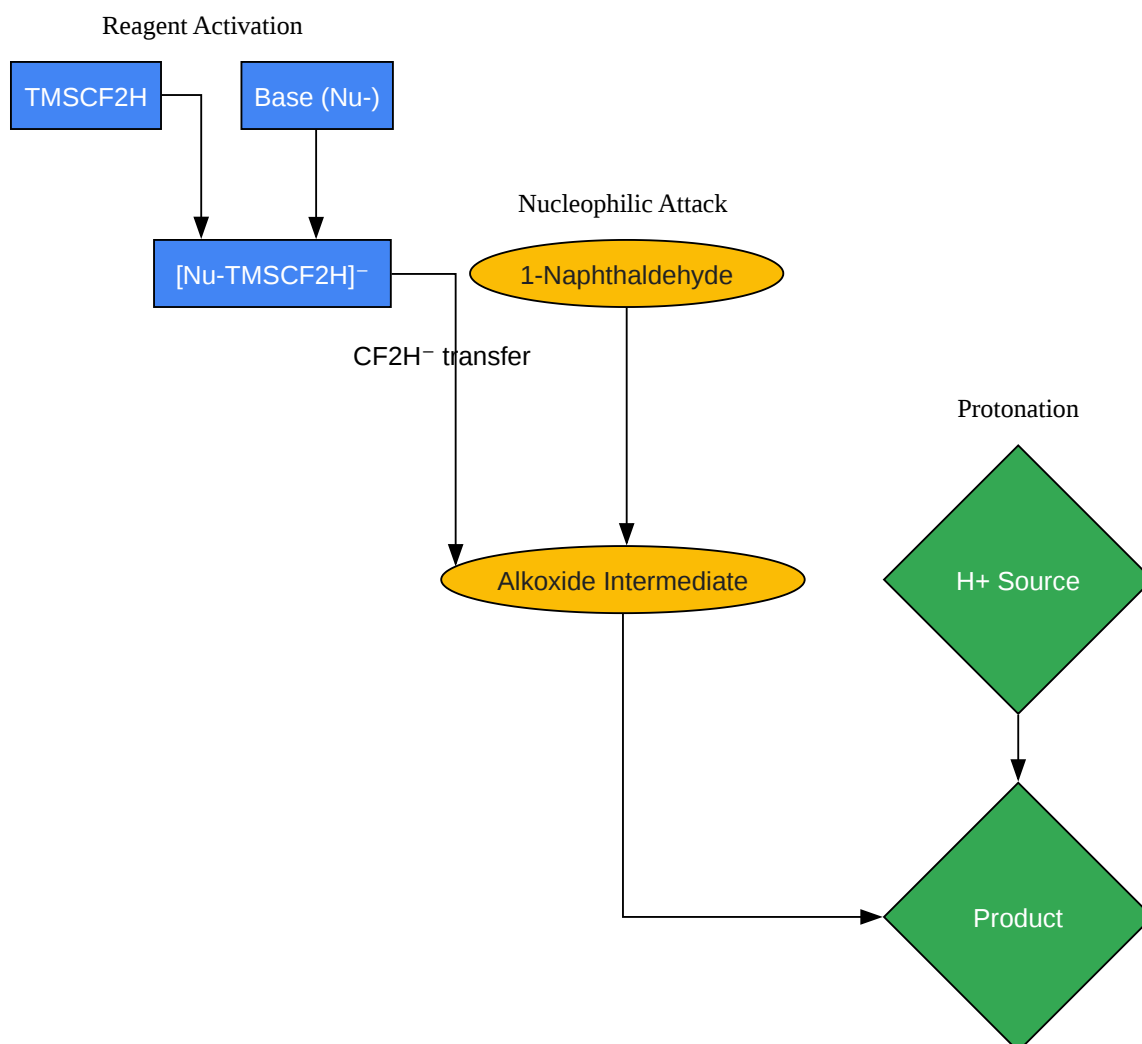 Reagent Activation
TMSCF2H
Base (Nu-)
Nucleophilic Attack
[Nu-TMSCF2H]⁻
1-Naphthaldehyde
CF2H⁻ transfer
Protonation
Alkoxide Intermediate
H+ Source
Product